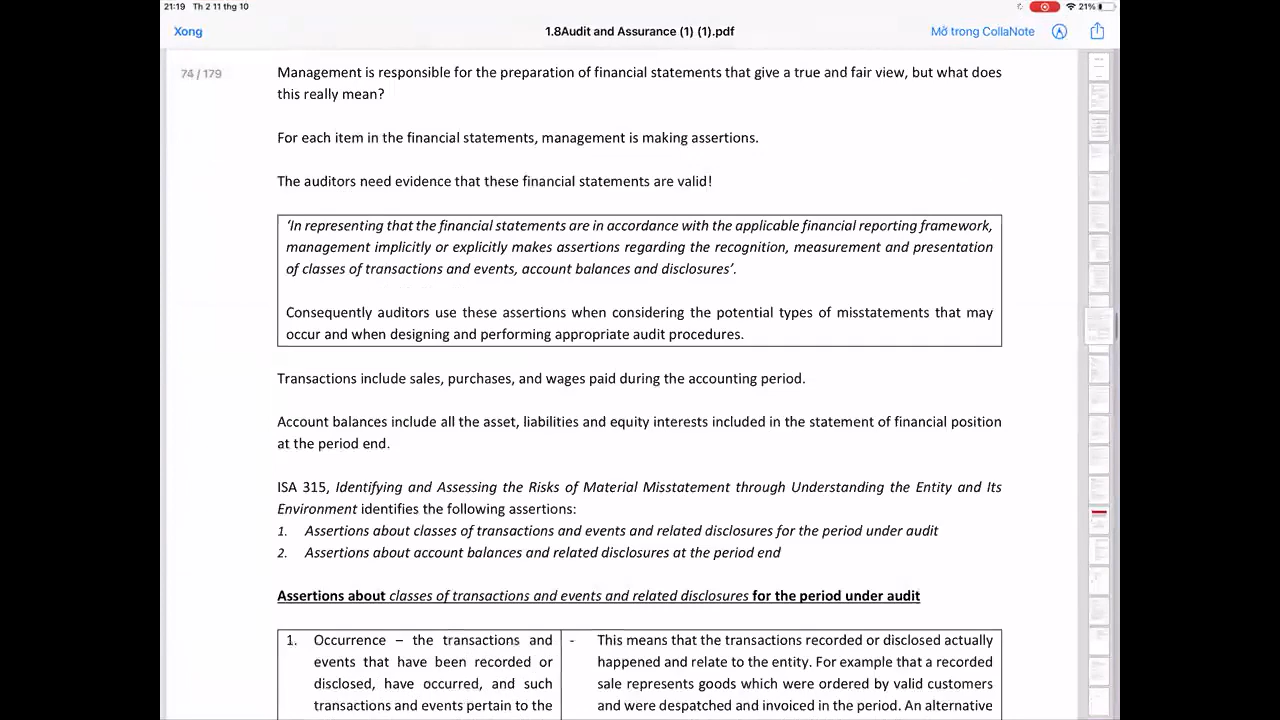 21:19 Th 2 11 thg 10
21%
Xong
1.8Audit and Assurane (1) (1).pdf
Mở trong CollaNote
74 / 179
Management is responsible for the preparation of financial statements that give a true and fair view, but what does
this really mean?
For each item in the financial statements, management is making assertions.
The auditors need evidence that these financial statements are valid!
'In representing that the financial statements are in accordance with the applicable financial reporting framework,
management implicitly or explicitly makes assertions regarding the recognition, measurement and presentation
of classes of transactions and events, account balances and disclosures'.
Consequently auditors use these assertions when considering the potential types of misstatements that may
occur and when designing and determining appropriate audit procedures.
Transactions include sales, purchases, and wages paid during the accounting period.
Account balances include all the asset, liabilities and equity interests included in the statement of financial position
at the period end.
ISA 315 Identifying and Assessing the Risks of Material Misstatement through Understanding the Entity and Its
Environment identifies the following assertions:
1. Assertions about classes of transactions and events and related disclosures for the period under audit
2. Assertions about account balances and related disclosures at the period end
Assertions about classes of transactions and events and related disclosures for the period under audit
1. Occurrence: the transactions and - This means that the transactions recorded or disclosed actually
events that have been recorded or happened and relate to the entity. For example that a recorded
disclosed, occurred and such sale represents goods which were ordered by valid customers
transactions and events pertain to the and were despatched and invoiced in the period. An alternative